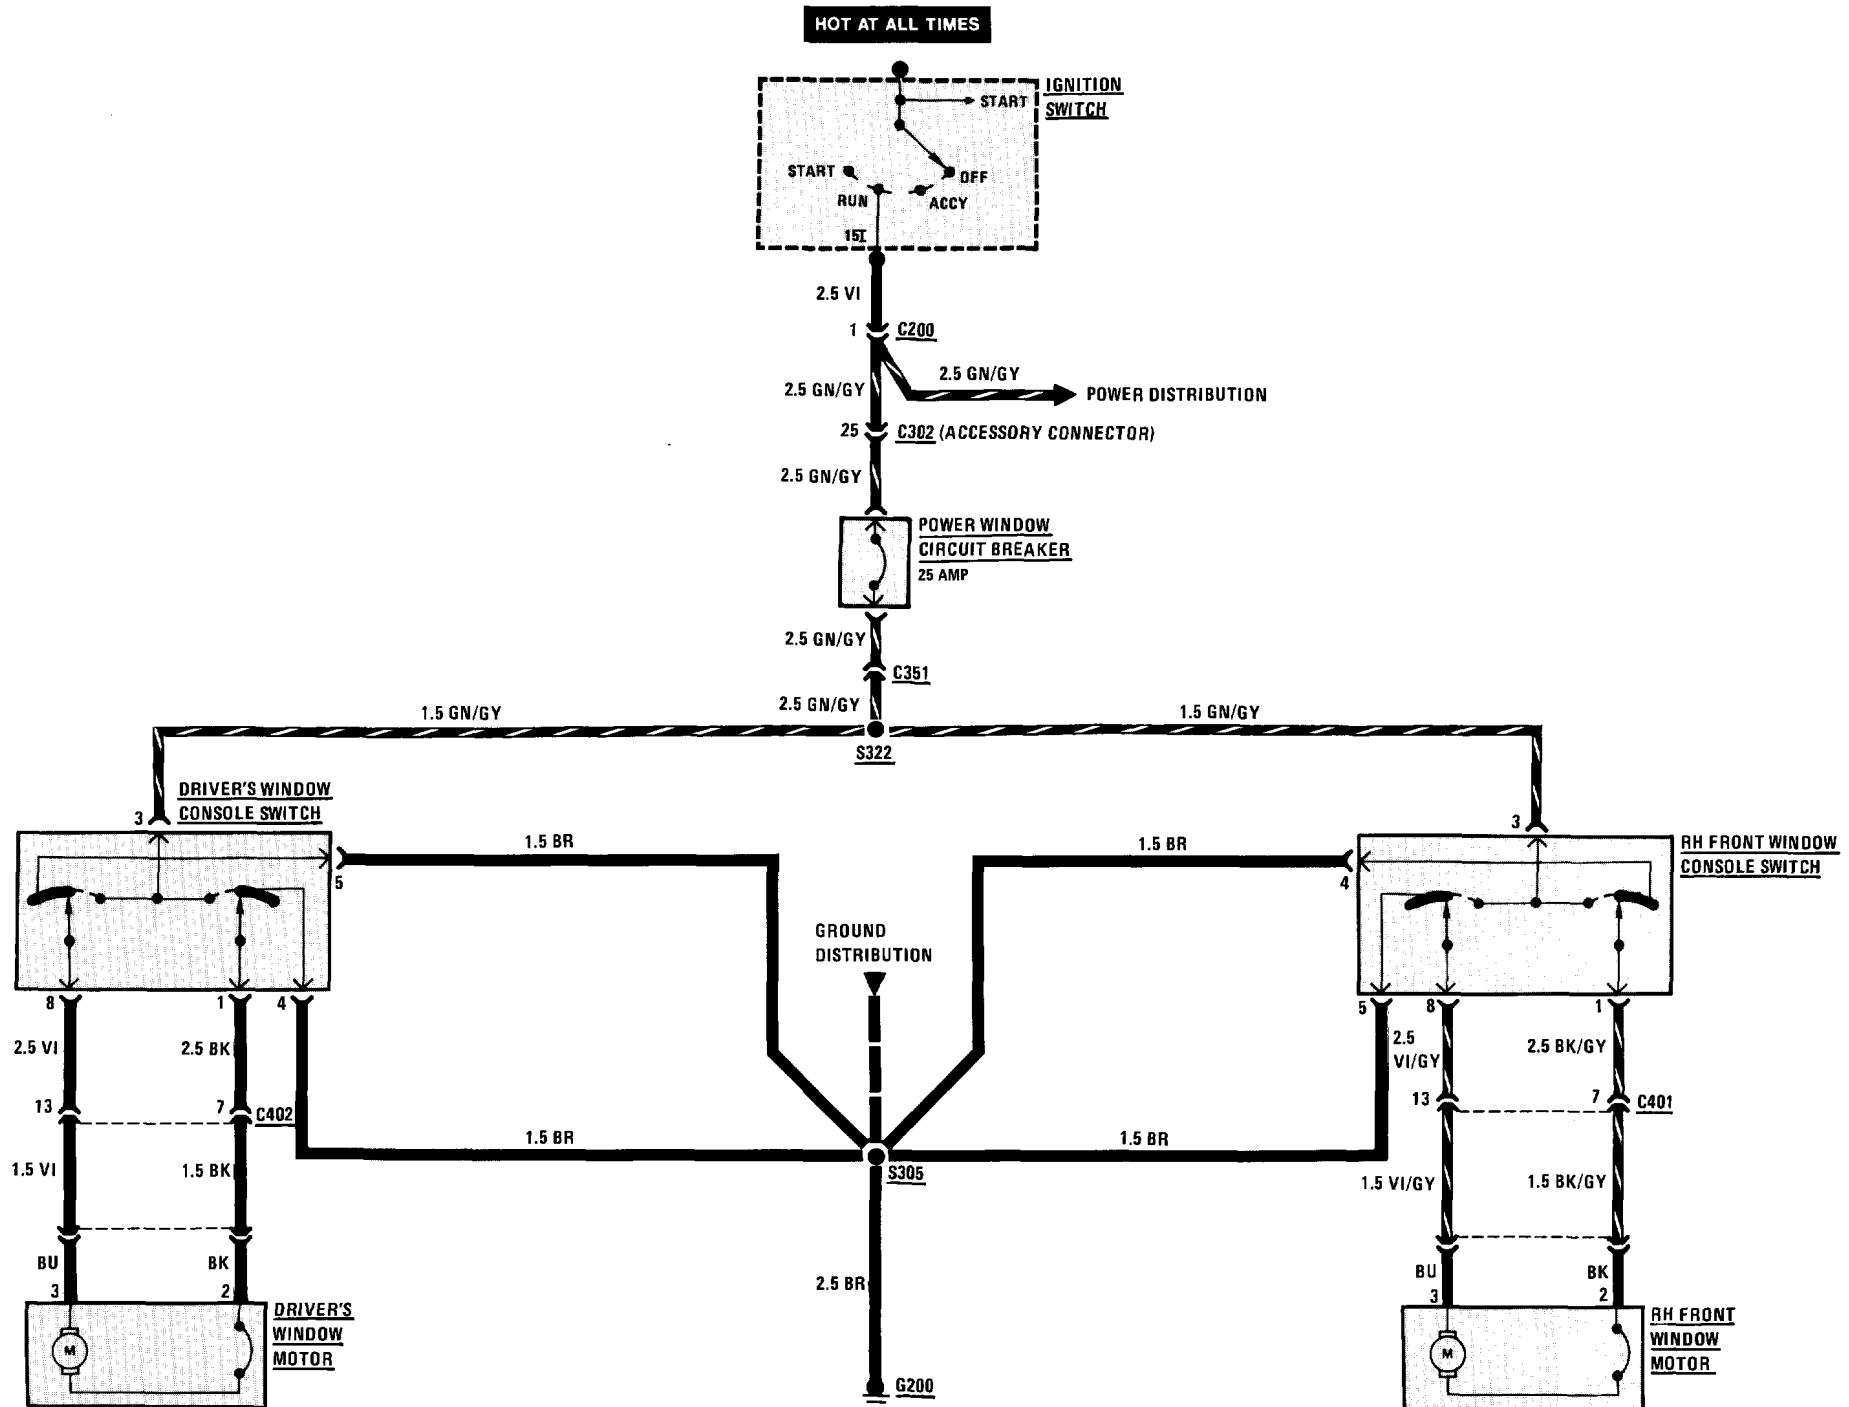 HOT AT ALL TIMES
IGNITION
SWITCH
START
START
OFF
RUN
ACCY
15I
2.5 VI
1
C200
2.5 GN/GY
2.5 GN/GY
POWER DISTRIBUTION
25
C302 (ACCESSORY CONNECTOR)
2.5 GN/GY
POWER WINDOW
CIRCUIT BREAKER
25 AMP
2.5 GN/GY
C351
2.5 GN/GY
1.5 GN/GY
1.5 GN/GY
S322
DRIVER'S WINDOW
CONSOLE SWITCH
3
3
RH FRONT WINDOW
CONSOLE SWITCH
1.5 BR
1.5 BR
5
4
GROUND
DISTRIBUTION
8
1
4
5
8
1
2.5 VI
2.5 BK
2.5
VI/GY
2.5 BK/GY
13
7
C402
13
7
C401
1.5 BR
1.5 BR
S305
1.5 VI
1.5 BK
1.5 VI/GY
1.5 BK/GY
BU
BK
2.5 BR
BU
BK
3
2
3
2
DRIVER'S
WINDOW
MOTOR
M
RH FRONT
WINDOW
MOTOR
M
G200